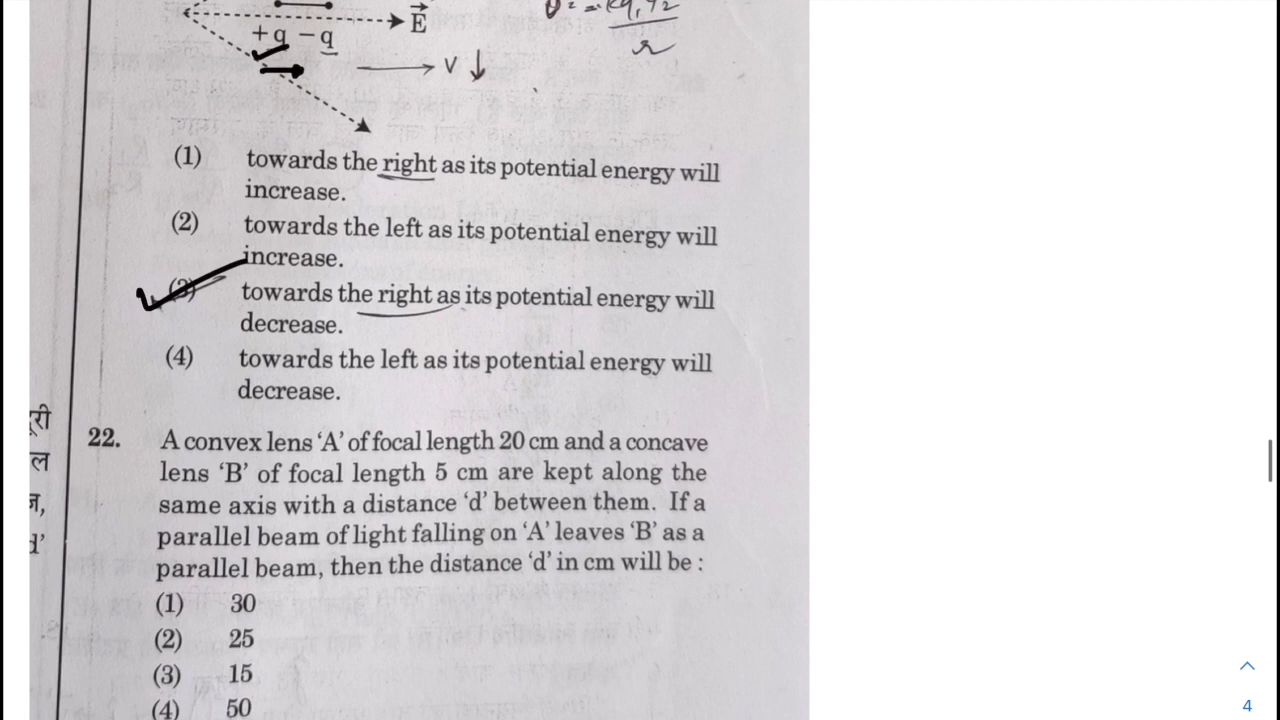 +q -q
E
V ↓
(1) towards the right as its potential energy will
increase.
(2) towards the left as its potential energy will
increase.
(3) towards the right as its potential energy will
decrease.
(4) towards the left as its potential energy will
decrease.
22. A convex lens ‘A’ of focal length 20 cm and a concave
lens ‘B’ of focal length 5 cm are kept along the
same axis with a distance ‘d’ between them. If a
parallel beam of light falling on ‘A’ leaves ‘B’ as a
parallel beam, then the distance ‘d’ in cm will be :
(1) 30
(2) 25
(3) 15
(4) 50
4